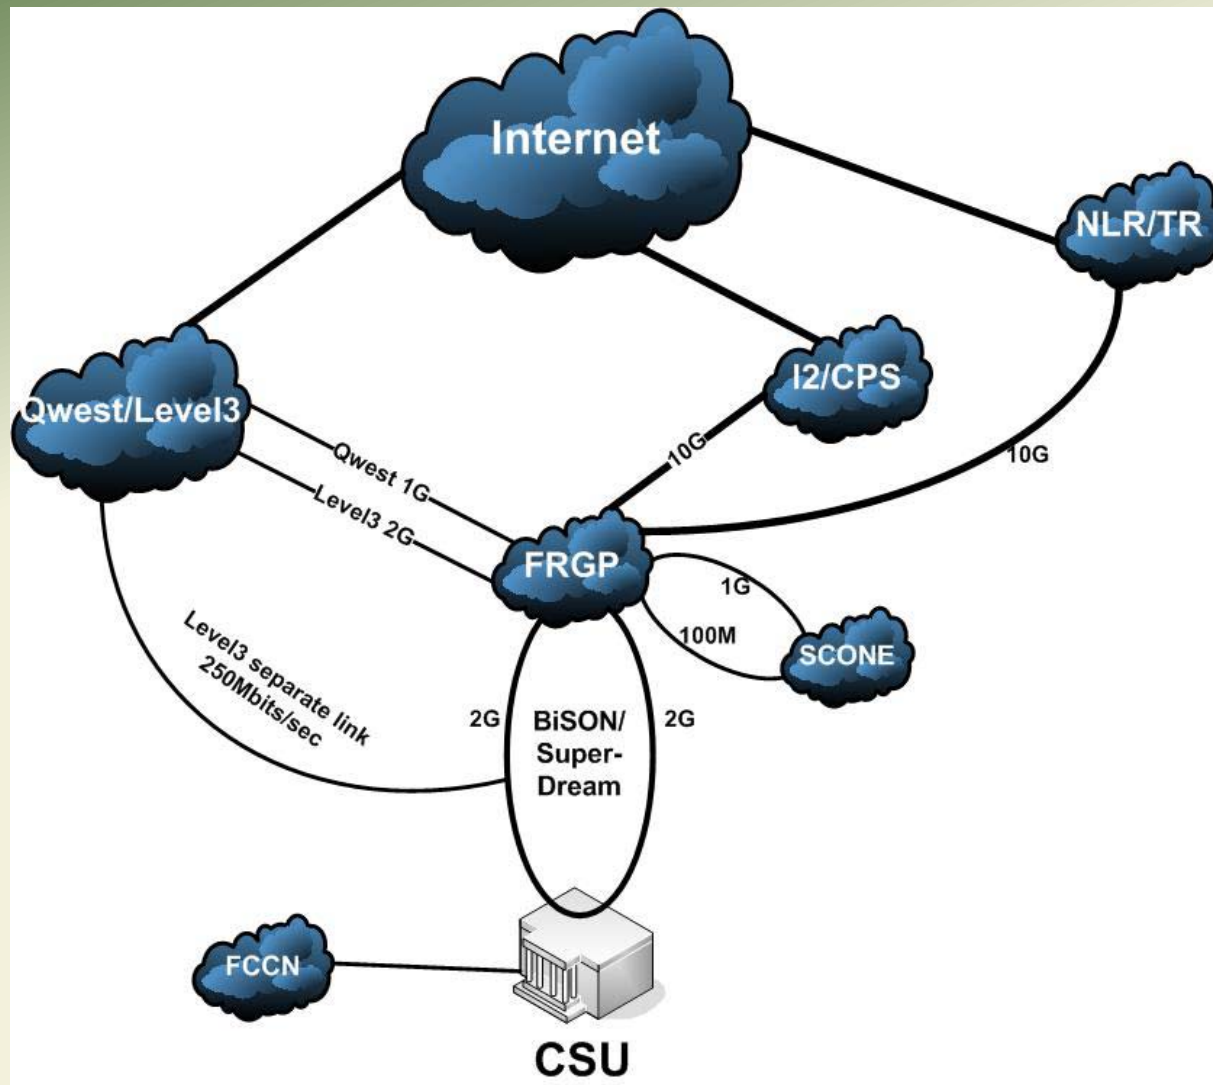 Internet
NLR/TR
I2/CPS
Qwest/Level3
10G
10G
Qwest 1G
Level3 2G
FRGP
1G
100M
SCONE
Level3 separate link
250Mbits/sec
2G
BiSON/
Super-
Dream
2G
FCCN
CSU